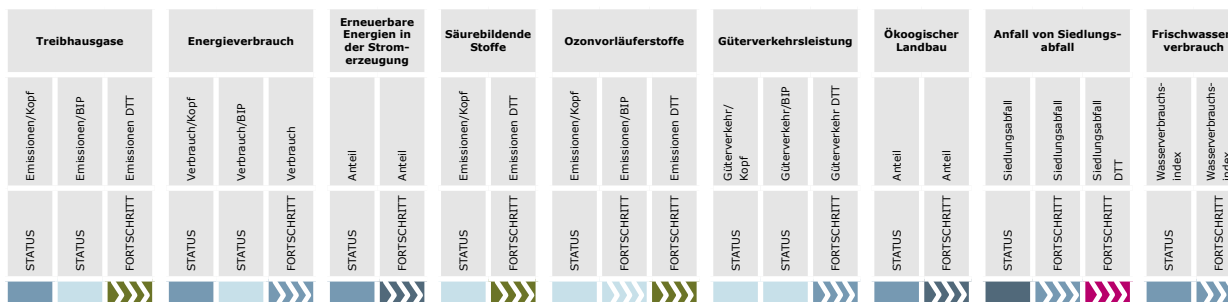 Treibhausgase
Energieverbrauch
Erneuerbare
Energien in
der Strom-
erzeugung
Säurebildende
Stoffe
Ozonvorläuferstoffe
Güterverkehrsleistung
Ökoogischer
Landbau
Anfall von Siedlungs-
abfall
Frischwasser
verbrauch
Emissionen/Kopf
Emissionen/BIP
Emissionen DTT
Verbrauch/Kopf
Verbrauch/BIP
Verbrauch
Anteil
Anteil
Emissionen/Kopf
Emissionen DTT
Emissionen/Kopf
Emissionen/BIP
Emissionen DTT
Güterverkehr/
Kopf
Güterverkehr/BIP
Güterverkehr DTT
Anteil
Anteil
Siedlungsabfall
Siedlungsabfall
Siedlungsabfall
DTT
Wasserverbrauchs-
index
Wasserverbrauchs-
index
STATUS
STATUS
FORTSCHRITT
STATUS
STATUS
FORTSCHRITT
STATUS
FORTSCHRITT
STATUS
FORTSCHRITT
STATUS
FORTSCHRITT
FORTSCHRITT
STATUS
STATUS
FORTSCHRITT
STATUS
FORTSCHRITT
STATUS
FORTSCHRITT
FORTSCHRITT
STATUS
FORTSCHRITT